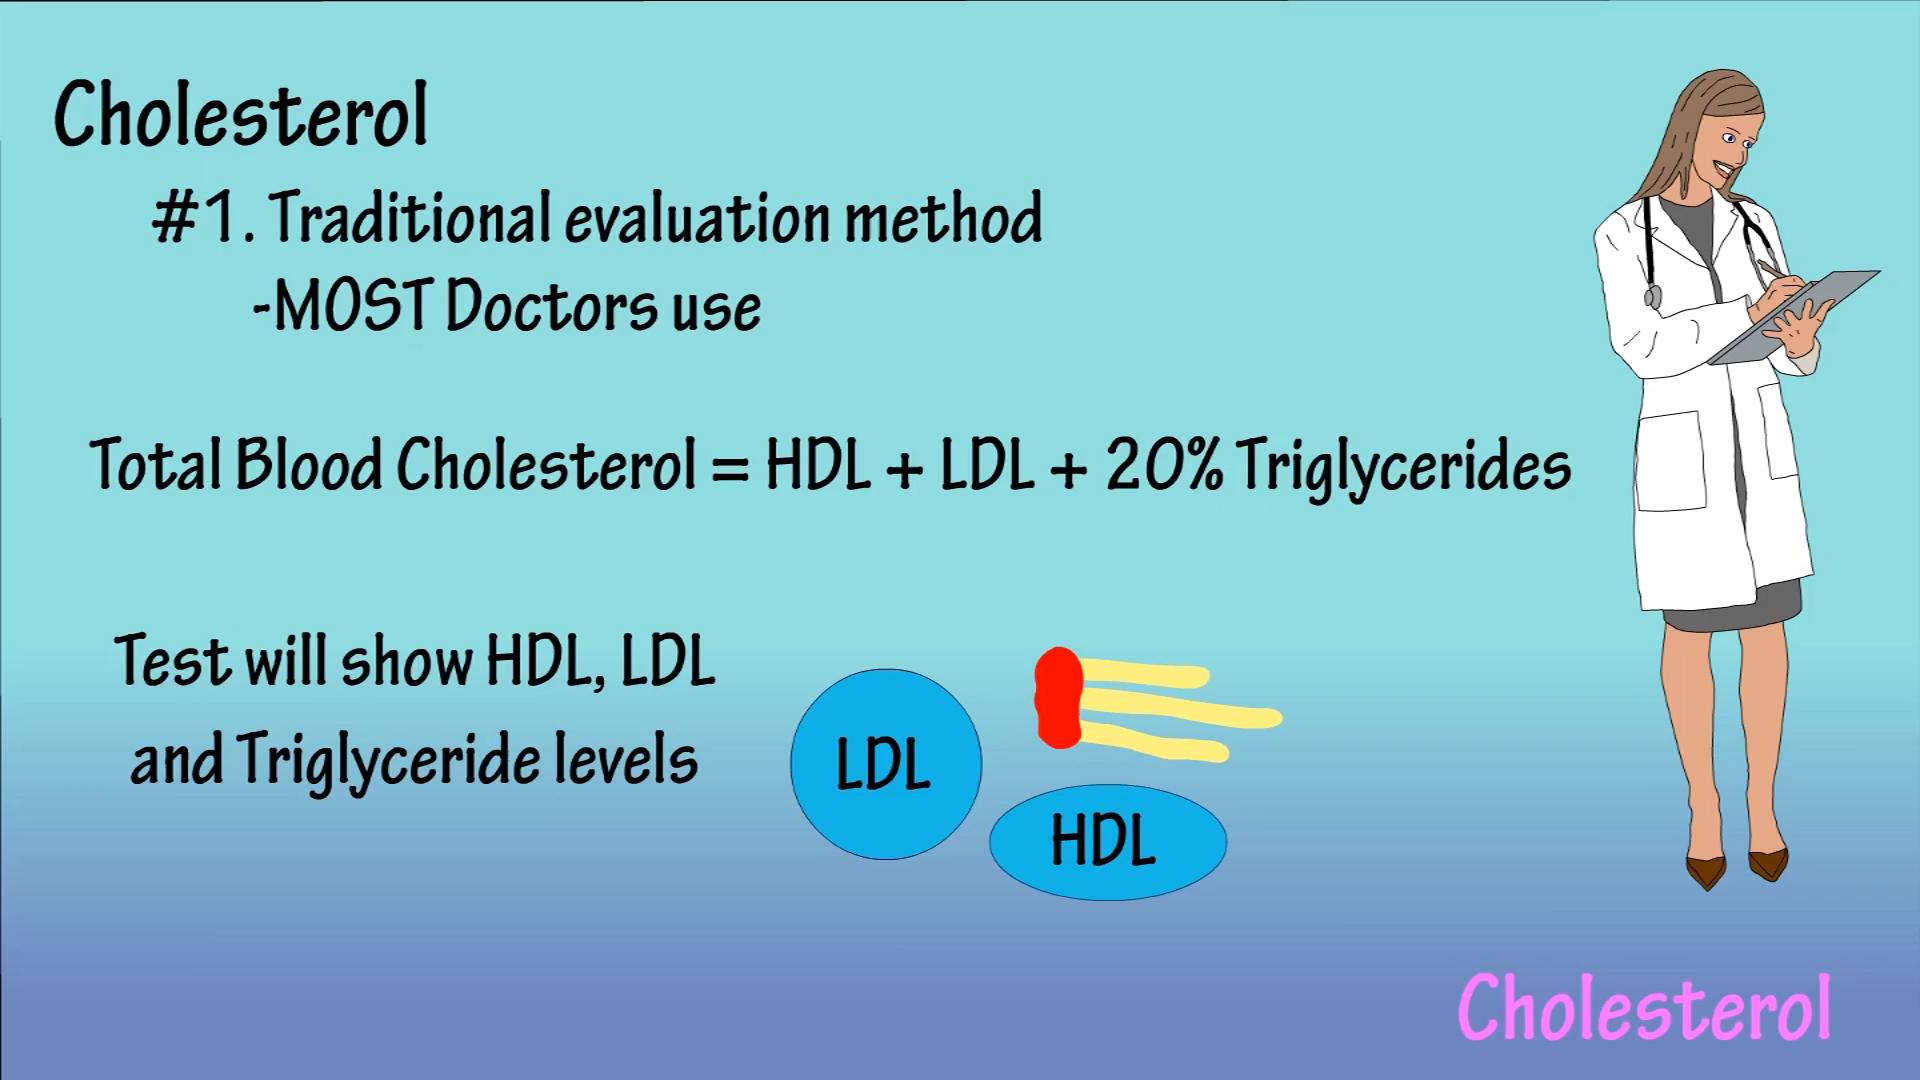 Cholesterol
#1. Traditional evaluation method
-MOST Doctors use
Total Blood Cholesterol = HDL + LDL + 20% Triglycerides
Test will show HDL, LDL
and Triglyceride levels
LDL
HDL
Cholesterol